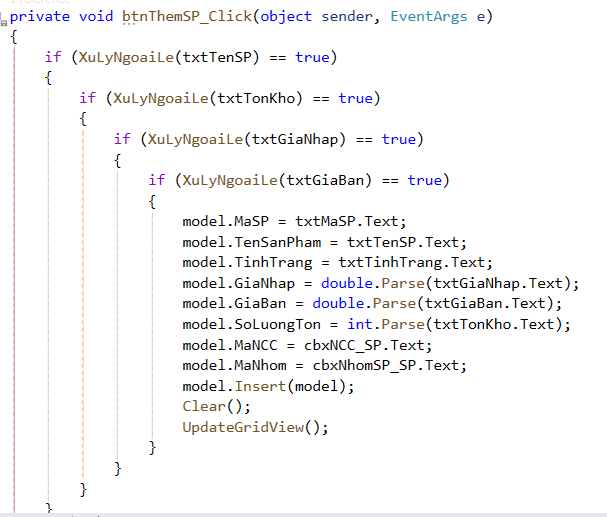 private void btnThemSP_Click(object sender, EventArgs e)
{
    if (XuLyNgoaiLe(txtTenSP) == true)
    {
        if (XuLyNgoaiLe(txtTonKho) == true)
        {
            if (XuLyNgoaiLe(txtGiaNhap) == true)
            {
                if (XuLyNgoaiLe(txtGiaBan) == true)
                {
                    model.MaSP = txtMaSP.Text;
                    model.TenSanPham = txtTenSP.Text;
                    model.TinhTrang = txtTinhTrang.Text;
                    model.GiaNhap = double.Parse(txtGiaNhap.Text);
                    model.GiaBan = double.Parse(txtGiaBan.Text);
                    model.SoLuongTon = int.Parse(txtTonKho.Text);
                    model.MaNCC = cbxNCC_SP.Text;
                    model.MaNhom = cbxNhomSP_SP.Text;
                    model.Insert(model);
                    Clear();
                    UpdateGridView();
                }
            }
        }
    }